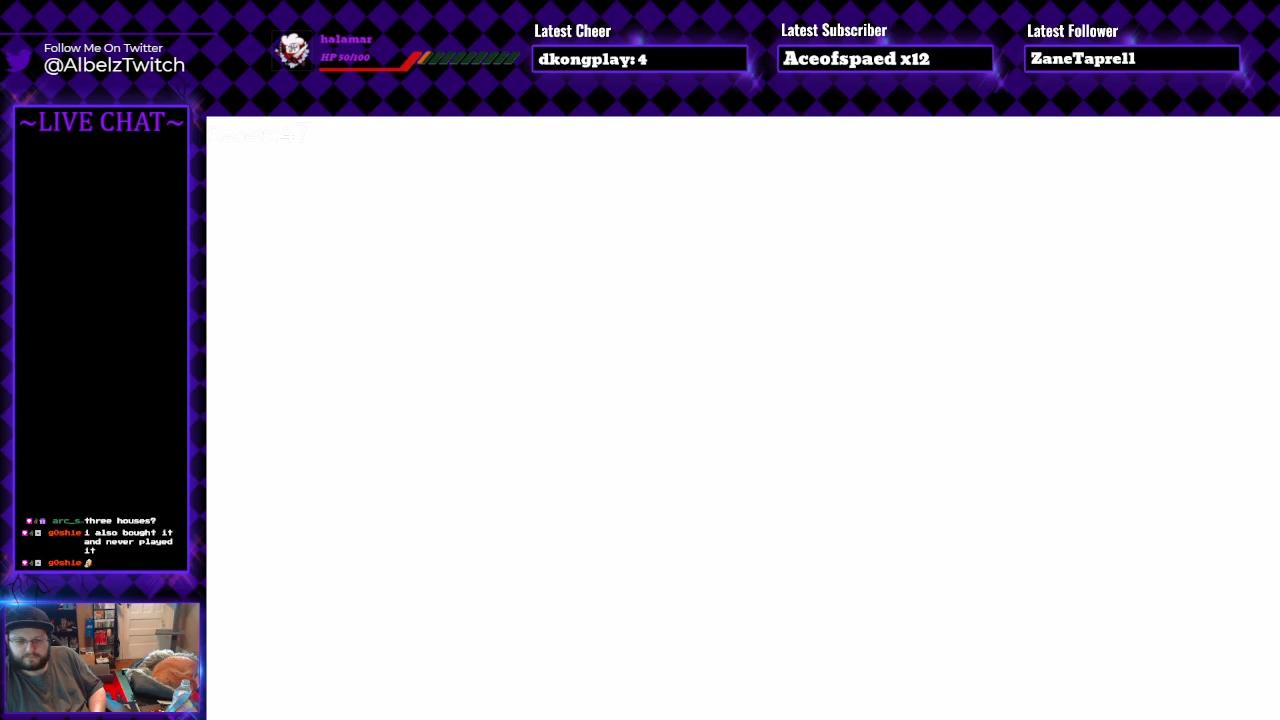 Follow Me On Twitter
@AlbelzTwitch
halamar
HP 50/100
Latest Cheer
dkongplay: 4
Latest Subscriber
Aceofspaed x12
Latest Follower
ZaneTaprell
~LIVE CHAT~
arc_s three houses?
g0shie i also bought it
and never played
it
g0shie